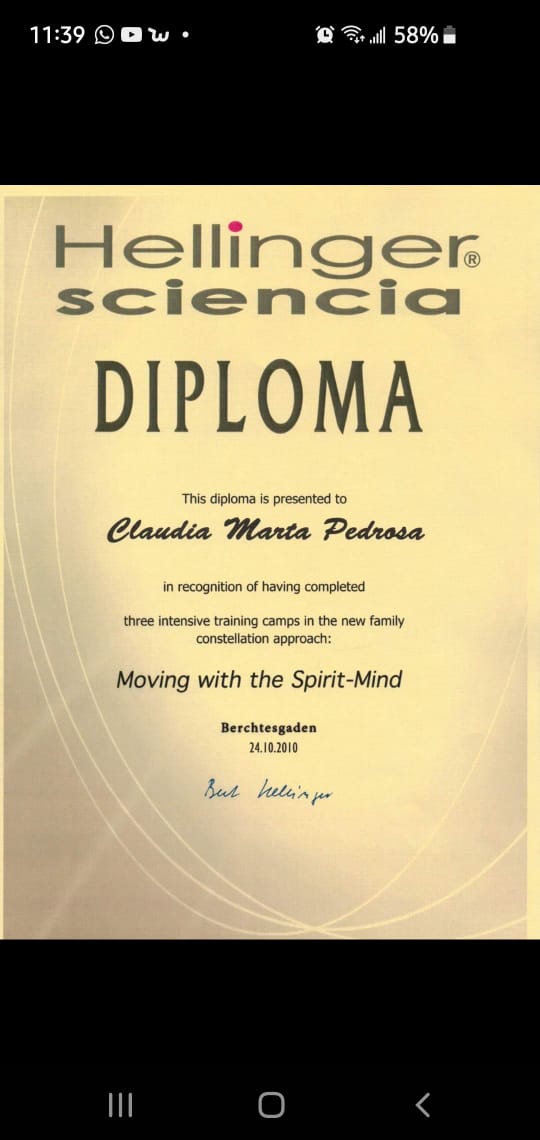 11:39
58%
Hellinger®
sciencia
DIPLOMA
This diploma is presented to
Claudia Marta Pedrosa
in recognition of having completed
three intensive training camps in the new family
constellation approach:
Moving with the Spirit-Mind
Berchtesgaden
24.10.2010
Bert Hellinger